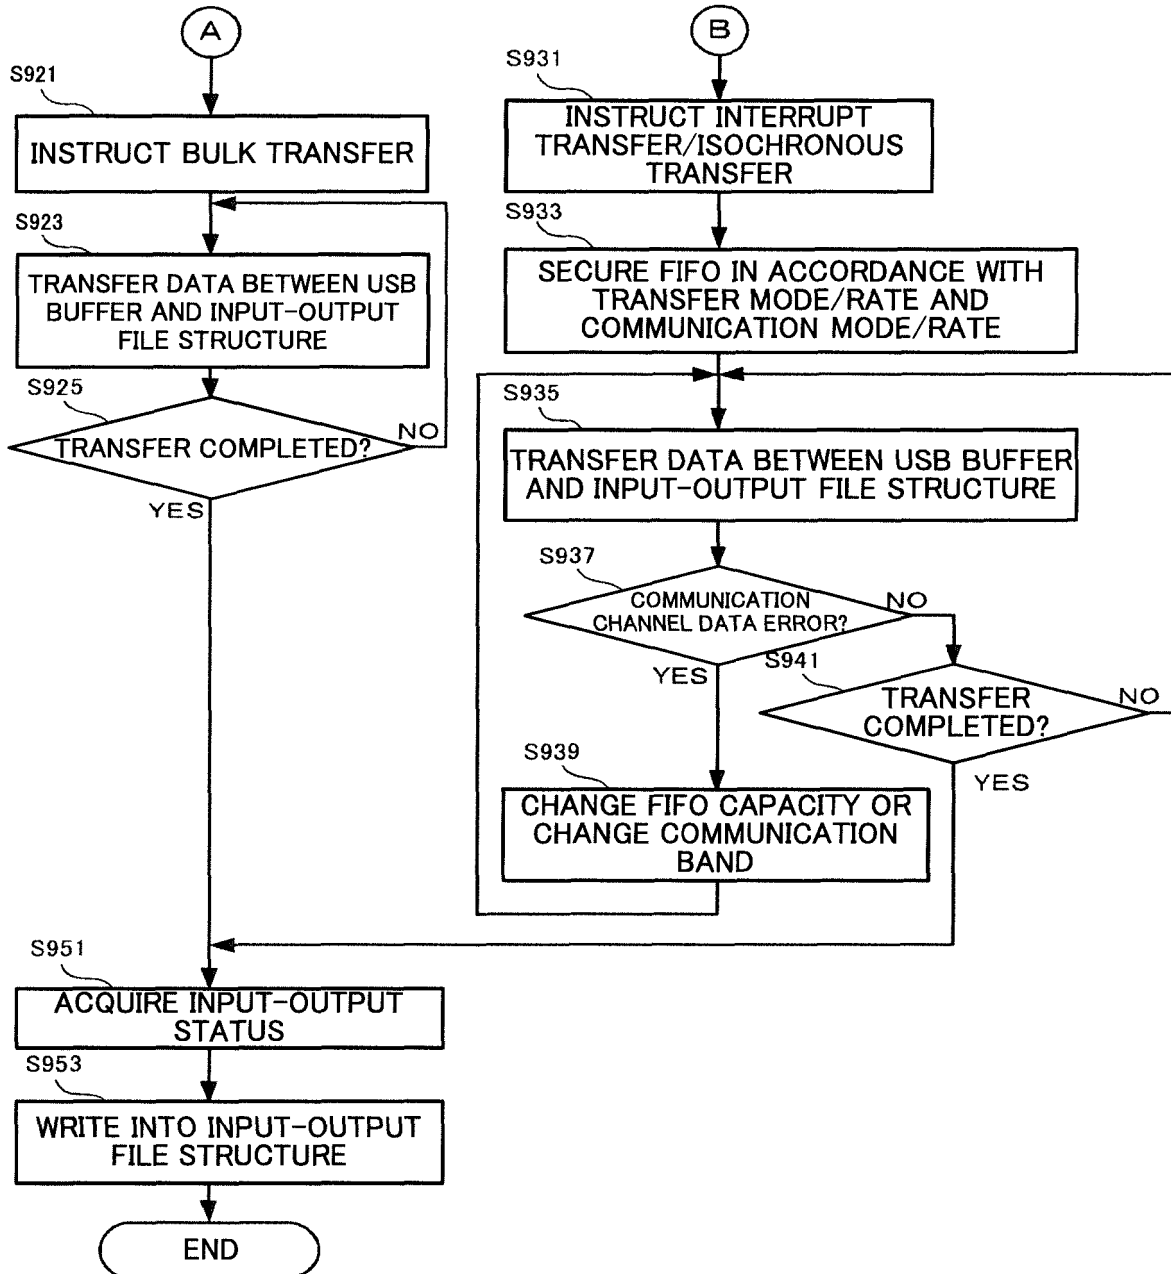 A
S921
INSTRUCT BULK TRANSFER
S923
TRANSFER DATA BETWEEN USB
BUFFER AND INPUT-OUTPUT
FILE STRUCTURE
S925
TRANSFER COMPLETED?
NO
YES
B
S931
INSTRUCT INTERRUPT
TRANSFER/ISOCHRONOUS
TRANSFER
S933
SECURE FIFO IN ACCORDANCE WITH
TRANSFER MODE/RATE AND
COMMUNICATION MODE/RATE
S935
TRANSFER DATA BETWEEN USB BUFFER
AND INPUT-OUTPUT FILE STRUCTURE
S937
COMMUNICATION
CHANNEL DATA ERROR?
NO
YES
S941
TRANSFER
COMPLETED?
NO
YES
S939
CHANGE FIFO CAPACITY OR
CHANGE COMMUNICATION
BAND
S951
ACQUIRE INPUT-OUTPUT
STATUS
S953
WRITE INTO INPUT-OUTPUT
FILE STRUCTURE
END